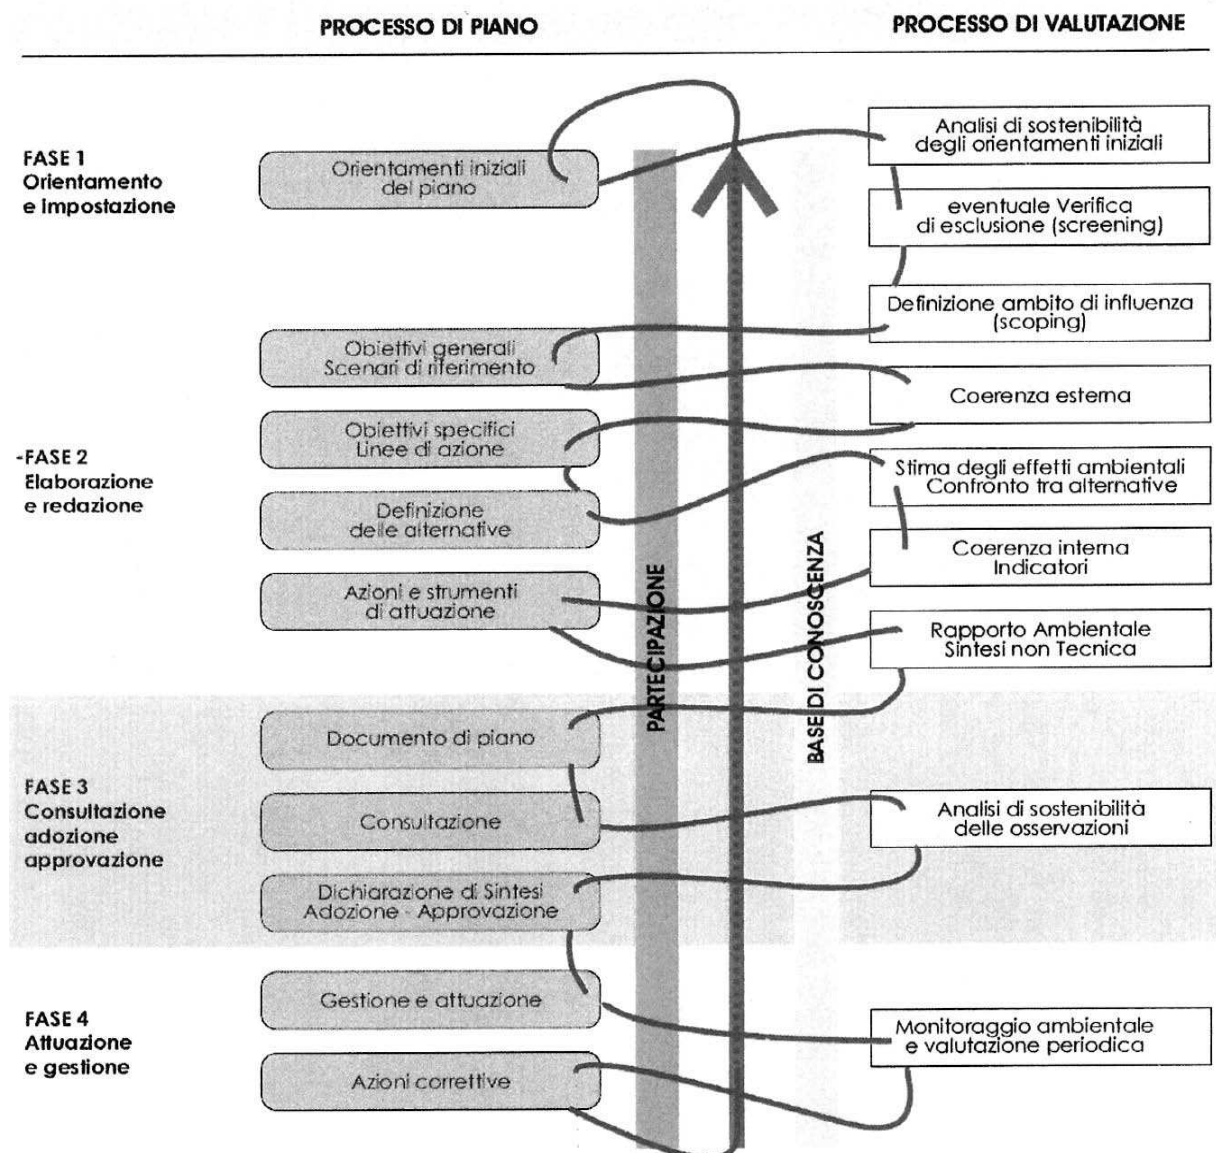 PROCESSO DI PIANO
PROCESSO DI VALUTAZIONE
FASE 1
Orientamento
e impostazione
Orientamenti iniziali
del piano
Analisi di sostenibilità
degli orientamenti iniziali
eventuale Verifica
di esclusione (screening)
Definizione ambito di influenza
(scoping)
-FASE 2
Elaborazione
e redazione
Obiettivi generali
Scenari di riferimento
Coerenza esterna
Obiettivi specifici
Linee di azione
Definizione
delle alternative
Stima degli effetti ambientali
Confronto tra alternative
Coerenza interna
Indicatori
Azioni e strumenti
di attuazione
Rapporto Ambientale
Sintesi non Tecnica
PARTECIPAZIONE
BASE DI CONOSCENZA
FASE 3
Consultazione
adozione
approvazione
Documento di piano
Consultazione
Analisi di sostenibilità
delle osservazioni
Dichiarazione di Sintesi
Adozione - Approvazione
FASE 4
Attuazione
e gestione
Gestione e attuazione
Monitoraggio ambientale
e valutazione periodica
Azioni correttive